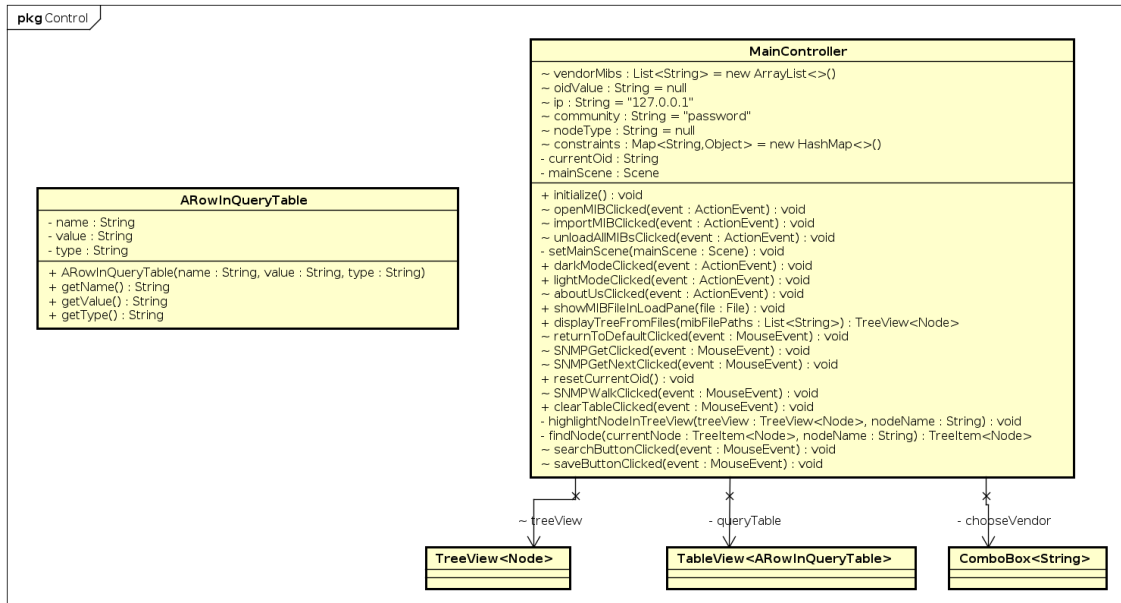 pkg Control
MainController
~ vendorMibs : List<String> = new ArrayList<>()
~ oidValue : String = null
~ ip : String = "127.0.0.1"
~ community : String = "password"
~ nodeType : String = null
~ constraints : Map<String,Object> = new HashMap<>()
- currentOid : String
- mainScene : Scene
+ initialize() : void
~ openMIBClicked(event : ActionEvent) : void
~ importMIBClicked(event : ActionEvent) : void
~ unloadAllMIBsClicked(event : ActionEvent) : void
- setMainScene(mainScene : Scene) : void
+ darkModeClicked(event : ActionEvent) : void
+ lightModeClicked(event : ActionEvent) : void
~ aboutUsClicked(event : ActionEvent) : void
+ showMIBFileInLoadPane(file : File) : void
+ displayTreeFromFiles(mibFilePaths : List<String>) : TreeView<Node>
~ returnToDefaultClicked(event : MouseEvent) : void
~ SNMPGetClicked(event : MouseEvent) : void
~ SNMPGetNextClicked(event : MouseEvent) : void
+ resetCurrentOid() : void
~ SNMPWalkClicked(event : MouseEvent) : void
+ clearTableClicked(event : MouseEvent) : void
- highlightNodeInTreeView(treeView : TreeView<Node>, nodeName : String) : void
- findNode(currentNode : TreeItem<Node>, nodeName : String) : TreeItem<Node>
~ searchButtonClicked(event : MouseEvent) : void
~ saveButtonClicked(event : MouseEvent) : void
ARowInQueryTable
- name : String
- value : String
- type : String
+ ARowInQueryTable(name : String, value : String, type : String)
+ getName() : String
+ getValue() : String
+ getType() : String
~ treeView
- queryTable
- chooseVendor
TreeView<Node>
TableView<ARowInQueryTable>
ComboBox<String>